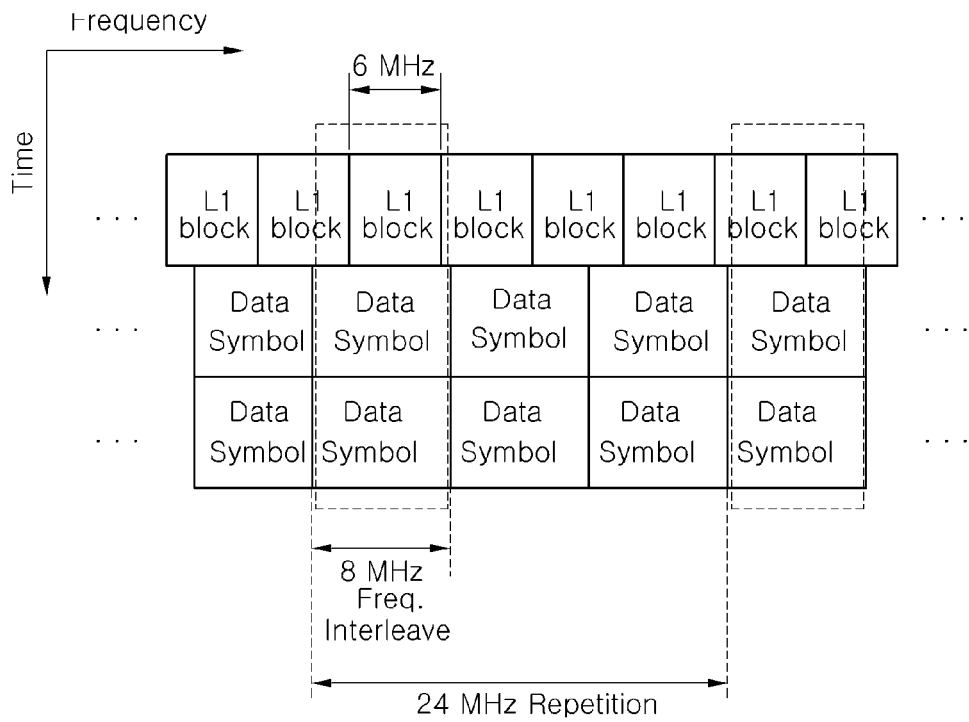 Frequency
6 MHz
Time
L1 L1 L1 L1 L1 L1 L1 L1
. . . block block block block block block block block . . .
Data Data Data Data Data
. . . Symbol Symbol Symbol Symbol Symbol . . .
Data Data Data Data Data
. . . Symbol Symbol Symbol Symbol Symbol . . .
8 MHz
Freq.
Interleave
24 MHz Repetition